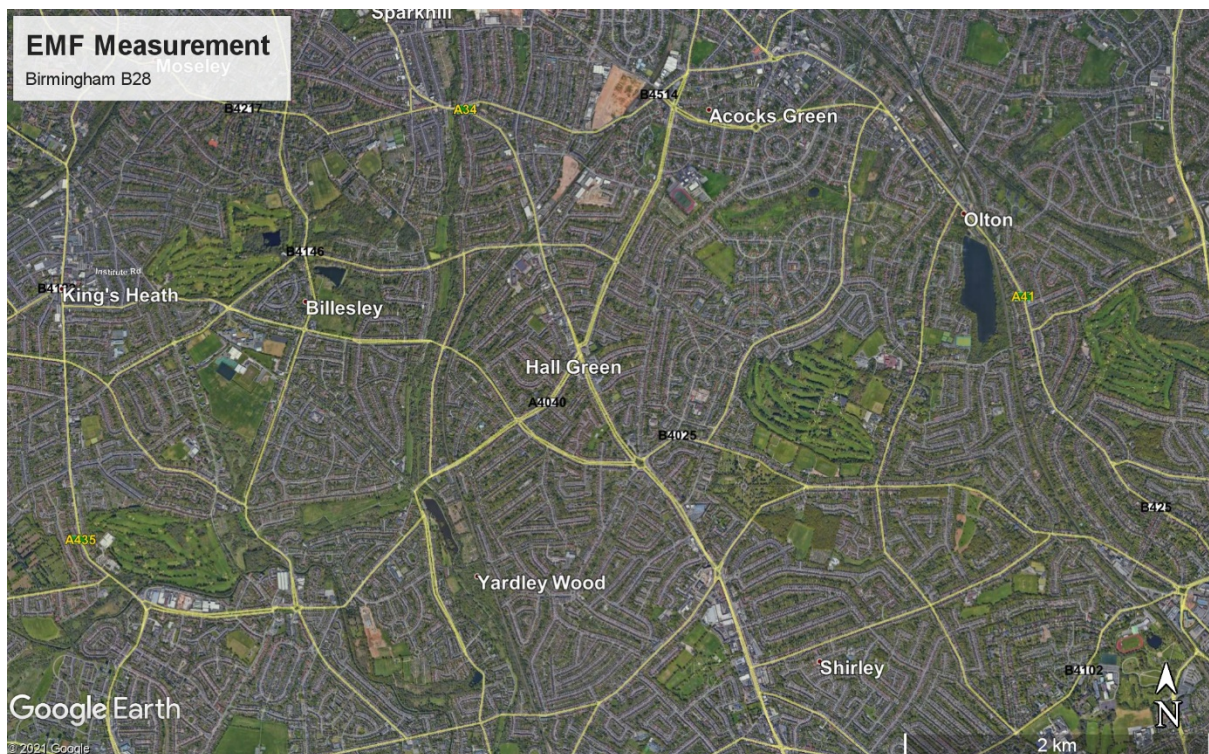 Sparkhill
EMF Measurement
Birmingham B28
Moseley
B4217
A34
B4514
Acocks Green
Olton
B4146
Institute Rd
King's Heath
Billesley
A41
Hall Green
A4040
B4025
B425
A435
Yardley Wood
Shirley
B4102
N
Google Earth
© 2021 Google
2 km